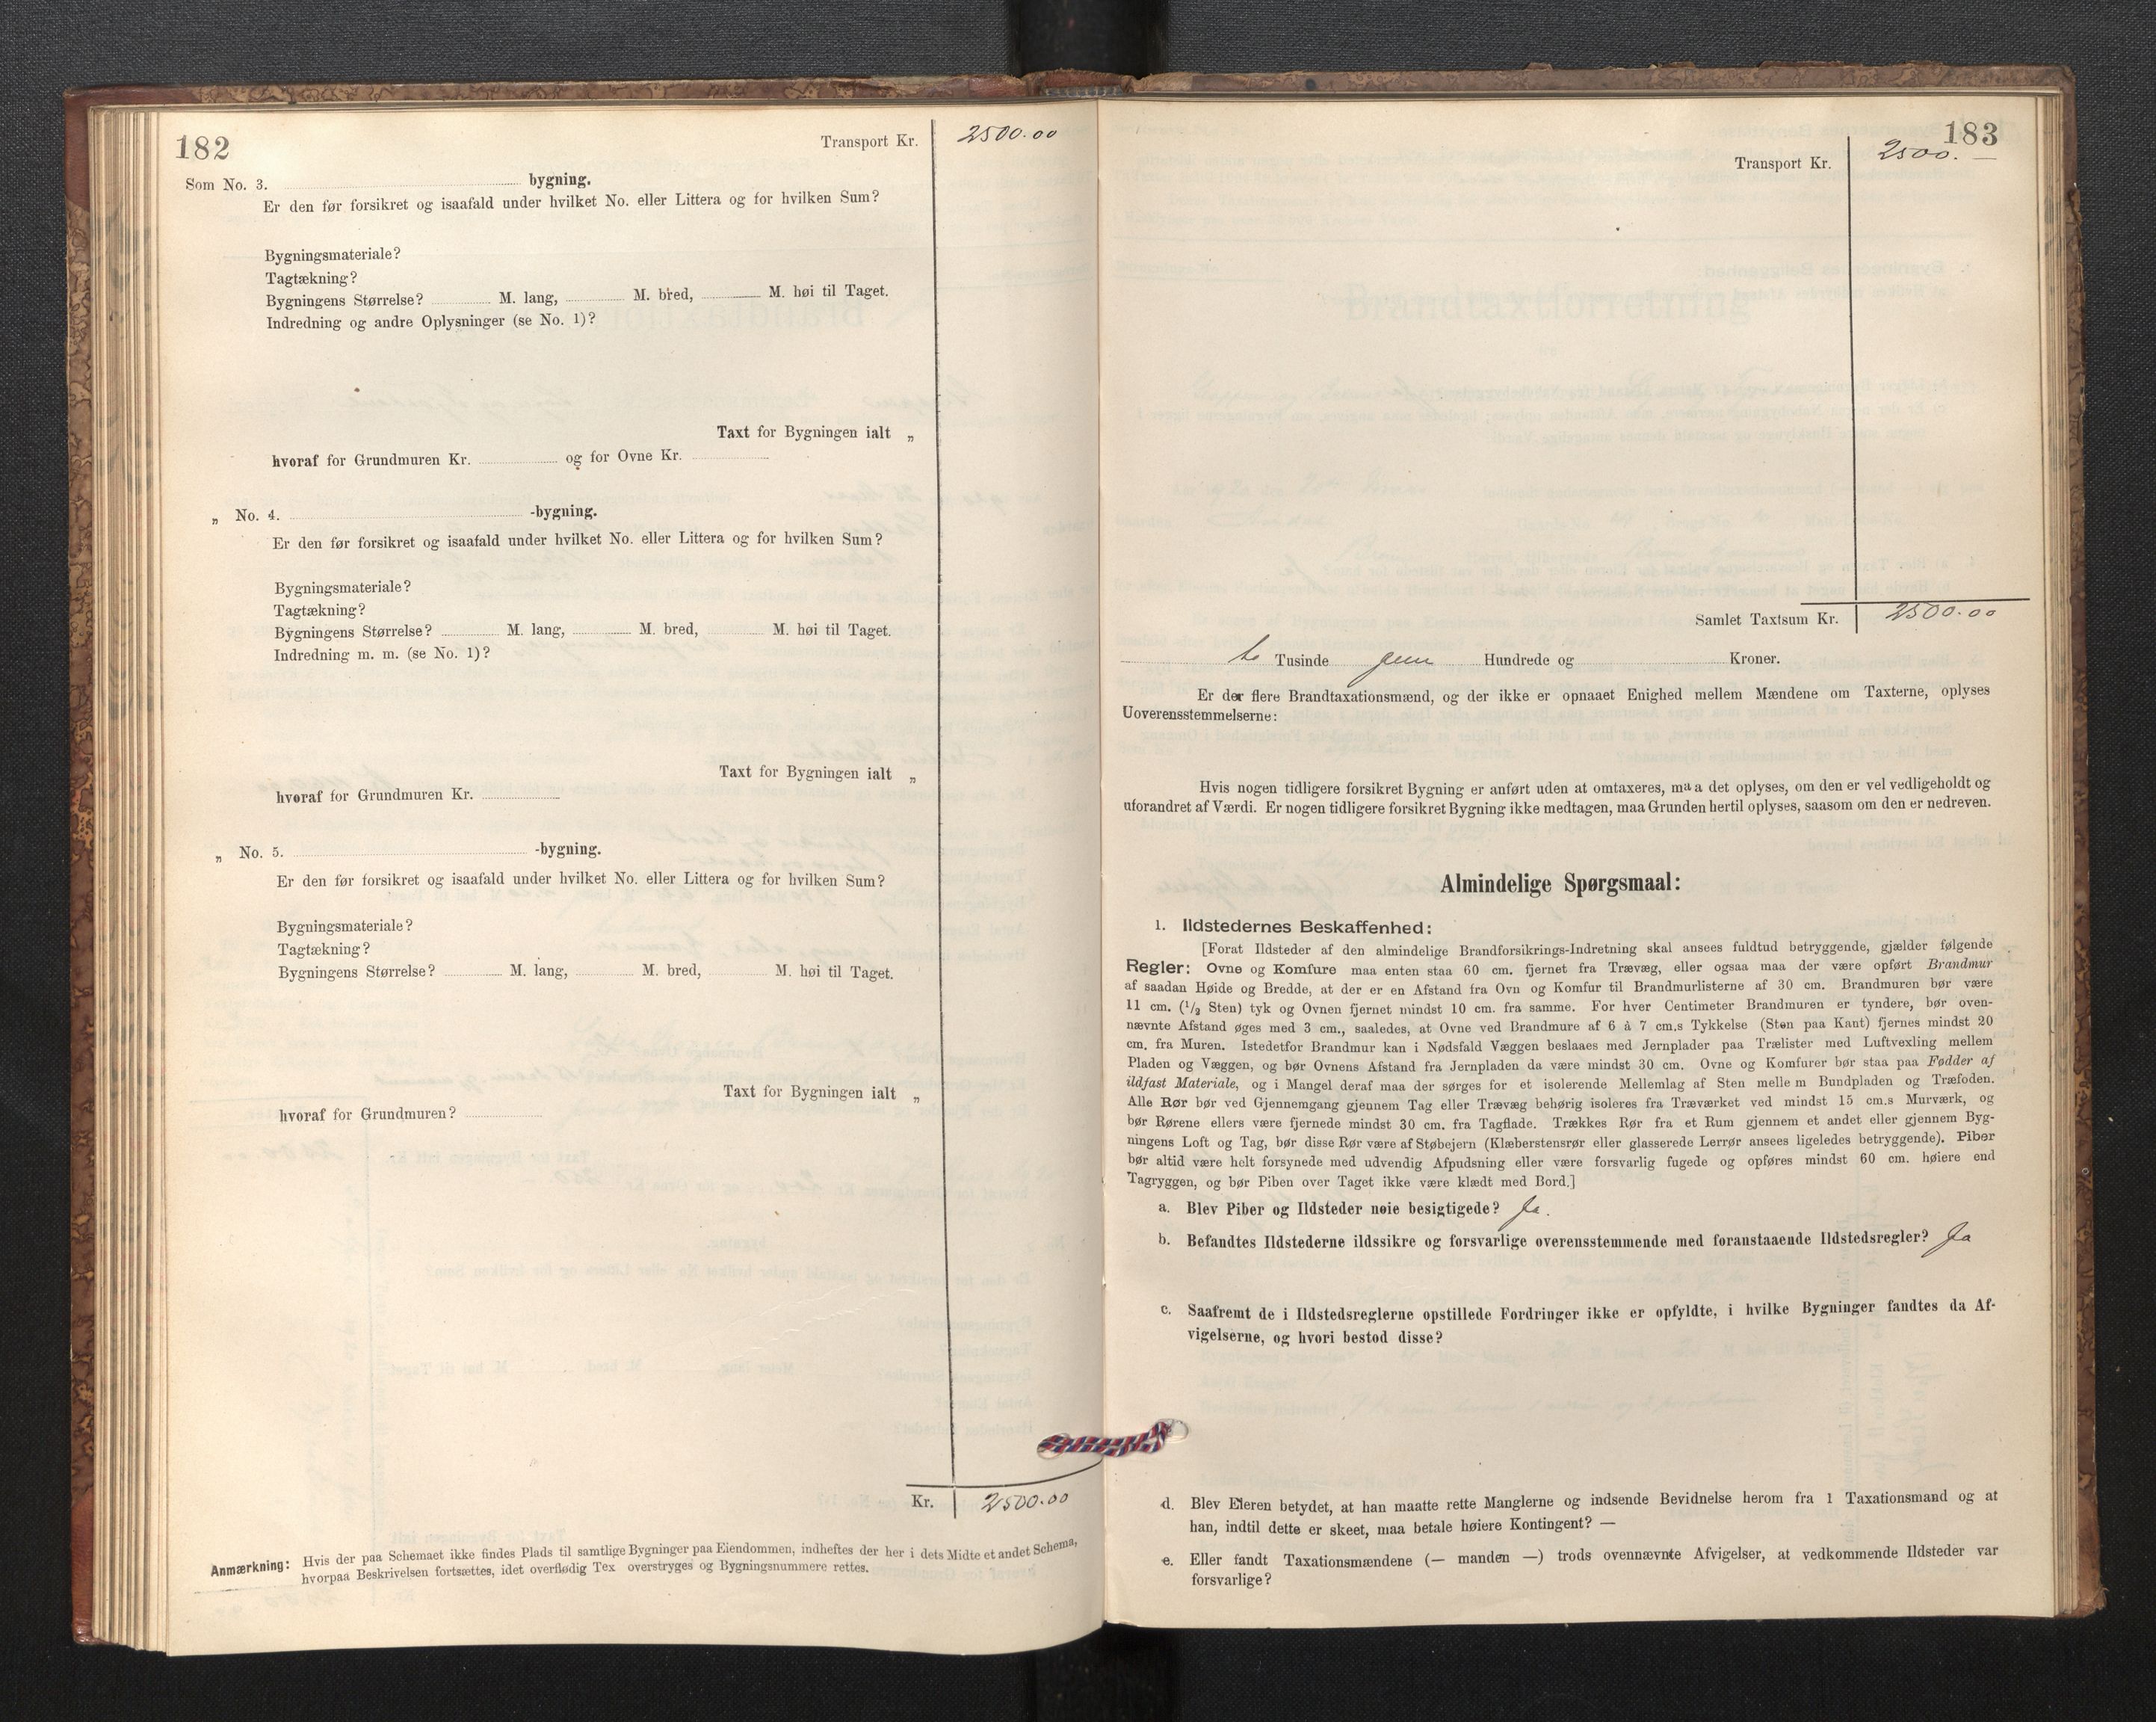 182
Transport Kr. 2500.00
Som No. 3. bygning.
Er den før forsikret og isaafald under hvilket No. eller Littera og for hvilken Sum?
Bygningsmateriale?
Tagtækning?
Bygningens Størrelse? M. lang, M. bred, M. høi til Taget.
Indredning og andre Oplysninger (se No. 1)?
Taxt for Bygningen ialt „
hvoraf for Grundmuren Kr. og for Ovne Kr.
„ No. 4. -bygning.
Er den før forsikret og isaafald under hvilket No. eller Littera og for hvilken Sum?
Bygningsmateriale?
Tagtækning?
Bygningens Størrelse? M. lang, M. bred, M. høi til Taget.
Indredning m. m. (se No. 1)?
Taxt for Bygningen ialt „
hvoraf for Grundmuren Kr.
„ No. 5. -bygning.
Er den før forsikret og isaafald under hvilket No. eller Littera og for hvilken Sum?
Bygningsmateriale?
Tagtækning?
Bygningens Størrelse? M. lang, M. bred, M. høi til Taget.
Taxt for Bygningen ialt „
hvoraf for Grundmuren?
Kr. 2500.00
Anmærkning: Hvis der paa Schemaet ikke findes Plads til samtlige Bygninger paa Eiendommen, indheftes der her i dets Midte et andet Schema,
hvorpaa Beskrivelsen fortsættes, idet overflødig Tex overstryges og Bygningsnummere rettes.
183
Transport Kr. 2500.—
Samlet Taxtsum Kr. 2500.00
to Tusinde fem Hundrede og Kroner.
Er der flere Brandtaxationsmænd, og der ikke er opnaaet Enighed mellem Mændene om Taxterne, oplyses
Uoverensstemmelserne:
Hvis nogen tidligere forsikret Bygning er anført uden at omtaxeres, maa det oplyses, om den er vel vedligeholdt og
uforandret af Værdi. Er nogen tidligere forsikret Bygning ikke medtagen, maa Grunden hertil oplyses, saasom om den er nedreven.
Almindelige Spørgsmaal:
1. Ildstedernes Beskaffenhed:
[Forat Ildsteder af den almindelige Brandforsikrings-Indretning skal ansees fuldtud betryggende, gjælder følgende
Regler: Ovne og Komfure maa enten staa 60 cm. fjernet fra Trævæg, eller ogsaa maa der være opført Brandmur
af saadan Høide og Bredde, at der er en Afstand fra Ovn og Komfur til Brandmurlisterne af 30 cm. Brandmuren bør være
11 cm. (1/2 Sten) tyk og Ovnen fjernet mindst 10 cm. fra samme. For hver Centimeter Brandmuren er tyndere, bør oven-
nævnte Afstand øges med 3 cm., saaledes, at Ovne ved Brandmure af 6 à 7 cm.s Tykkelse (Sten paa Kant) fjernes mindst 20
cm. fra Muren. Istedetfor Brandmur kan i Nødsfald Væggen beslaaes med Jernplader paa Trælister med Luftvexling mellem
Pladen og Væggen, og bør Ovnens Afstand fra Jernpladen da være mindst 30 cm. Ovne og Komfurer bør staa paa Fødder af
ildfast Materiale, og i Mangel deraf maa der sørges for et isolerende Mellemlag af Sten mellem Bundpladen og Træfoden.
Alle Rør bør ved Gjennemgang gjennem Tag eller Trævæg behørig isoleres fra Træværket ved mindst 15 cm.s Murværk, og
bør Rørene ellers være fjernede mindst 30 cm. fra Tagflade. Trækkes Rør fra et Rum gjennem et andet eller gjennem Byg-
ningens Loft og Tag, bør disse Rør være af Støbejern (Klæberstensrør eller glasserede Lerrør ansees ligeledes betryggende). Piber
bør altid være helt forsynede med udvendig Afpudsning eller være forsvarlig fugede og opføres mindst 60 cm. høiere end
Tagryggen, og bør Piben over Taget ikke være klædt med Bord.]
a. Blev Piber og Ildsteder nøie besigtigede? Ja.
b. Befandtes Ildstederne ildssikre og forsvarlige overensstemmende med foranstaaende Ildstedsregler? Ja
c. Saafremt de i Ildstedsreglerne opstillede Fordringer ikke er opfyldte, i hvilke Bygninger fandtes da Af-
vigelserne, og hvori bestod disse?
d. Blev Eieren betydet, at han maatte rette Manglerne og indsende Bevidnelse herom fra 1 Taxationsmand og at
han, indtil dette er skeet, maa betale høiere Kontingent? —
e. Eller fandt Taxationsmændene (— manden —) trods ovennævnte Afvigelser, at vedkommende Ildsteder var
forsvarlige?